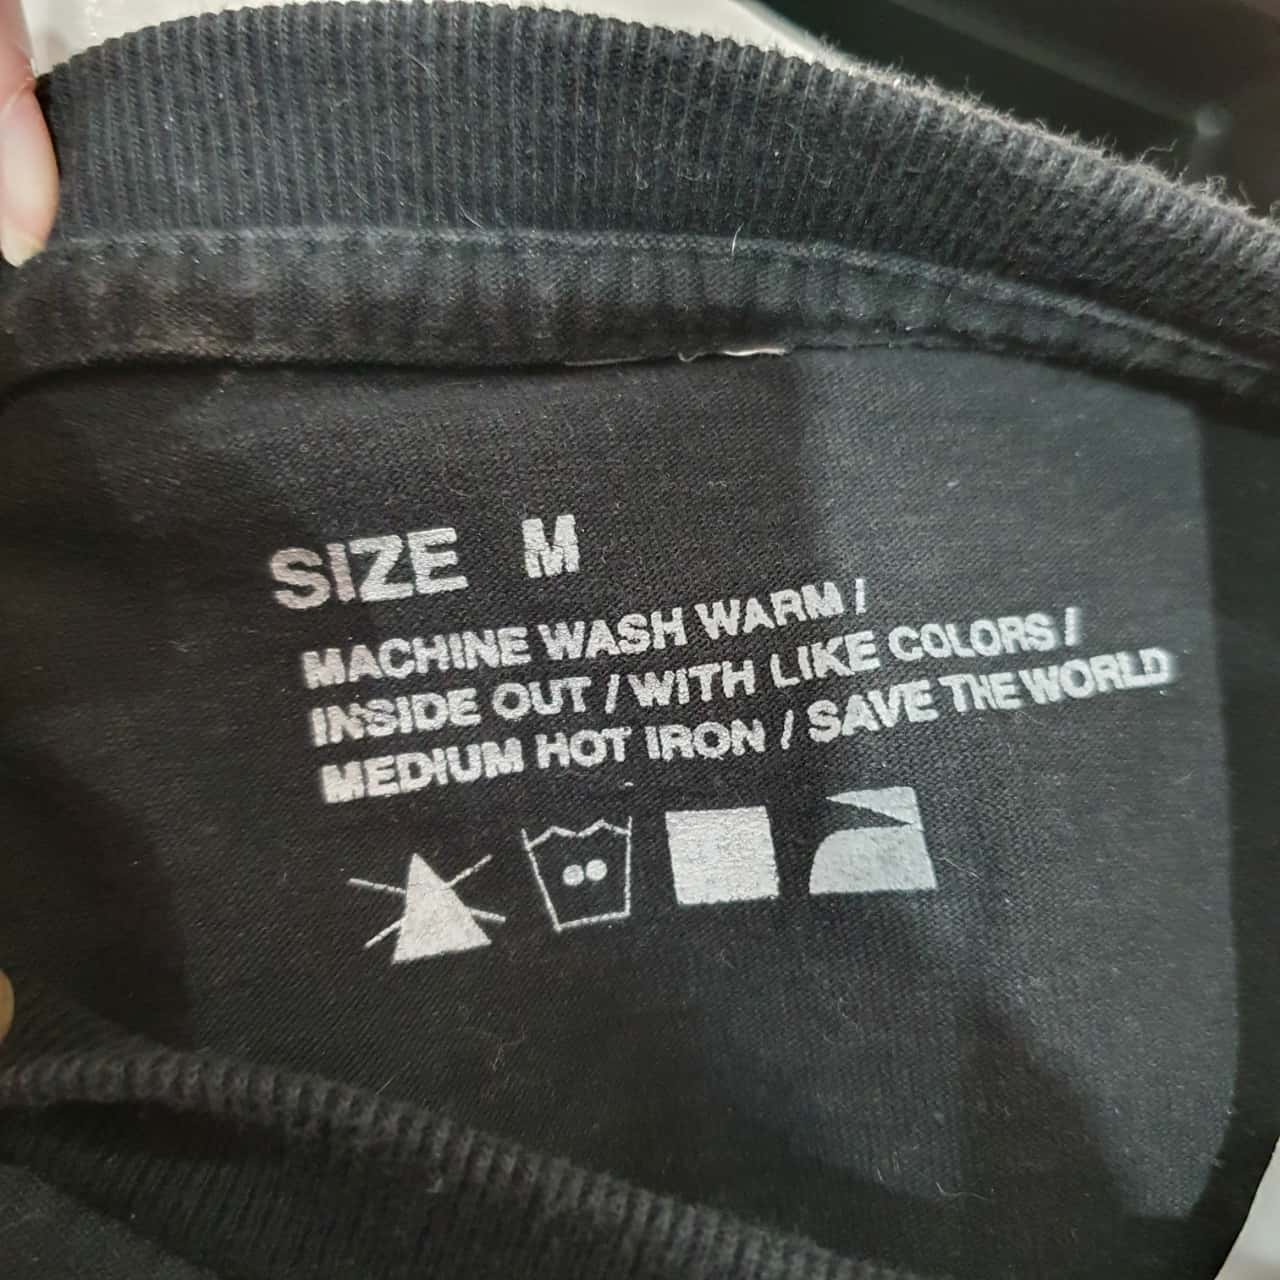 SIZE M
MACHINE WASH WARM /
INSIDE OUT / WITH LIKE COLORS /
MEDIUM HOT IRON / SAVE THE WORLD